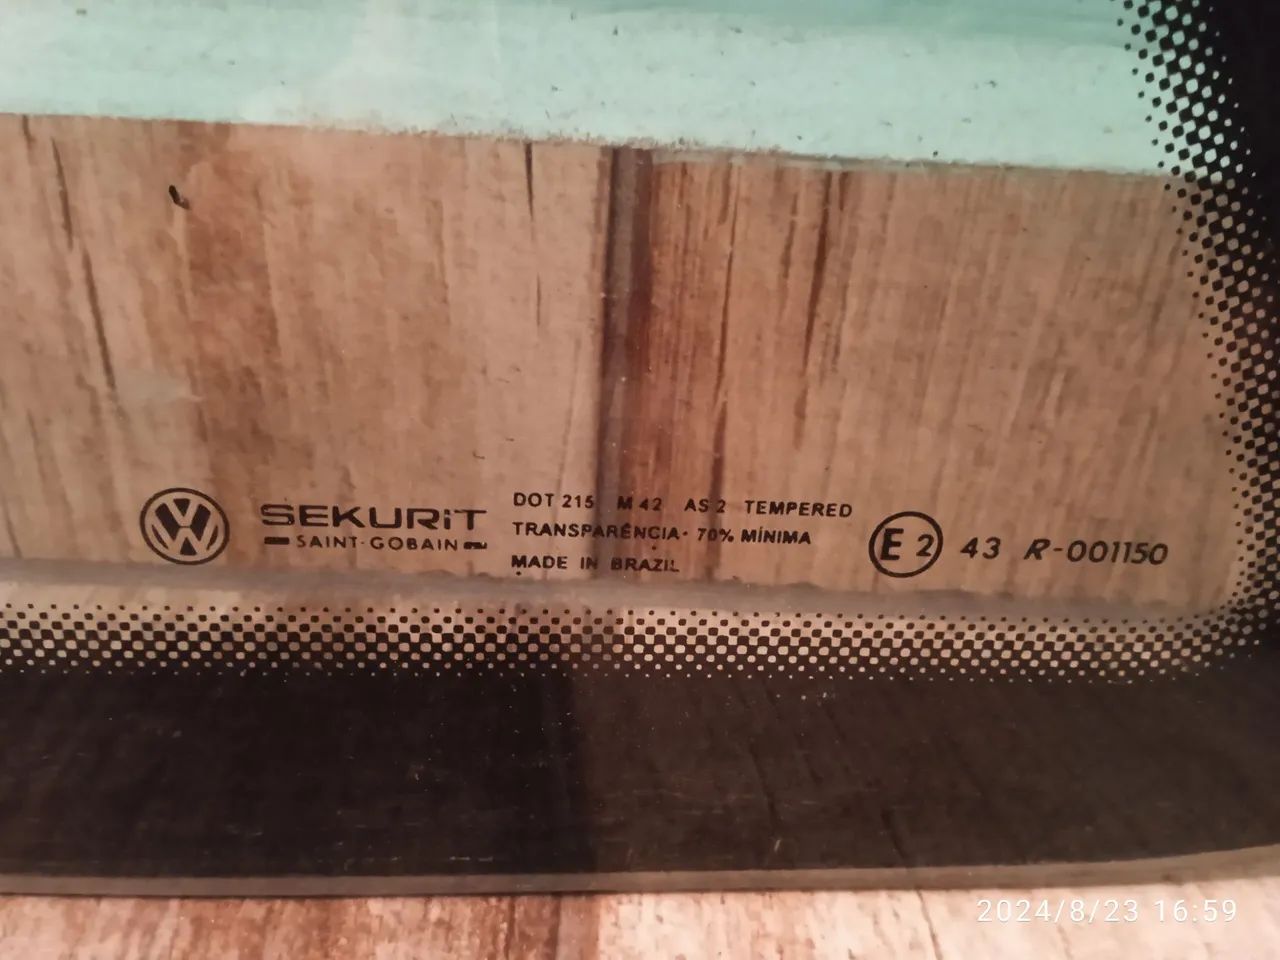 SEKURiT
SAINT-GOBAIN
DOT 215 M 42 AS 2 TEMPERED
TRANSPARÊNCIA· 70% MÍNIMA
MADE IN BRAZIL
E 2 43 R-001150
2024/8/23 16:59